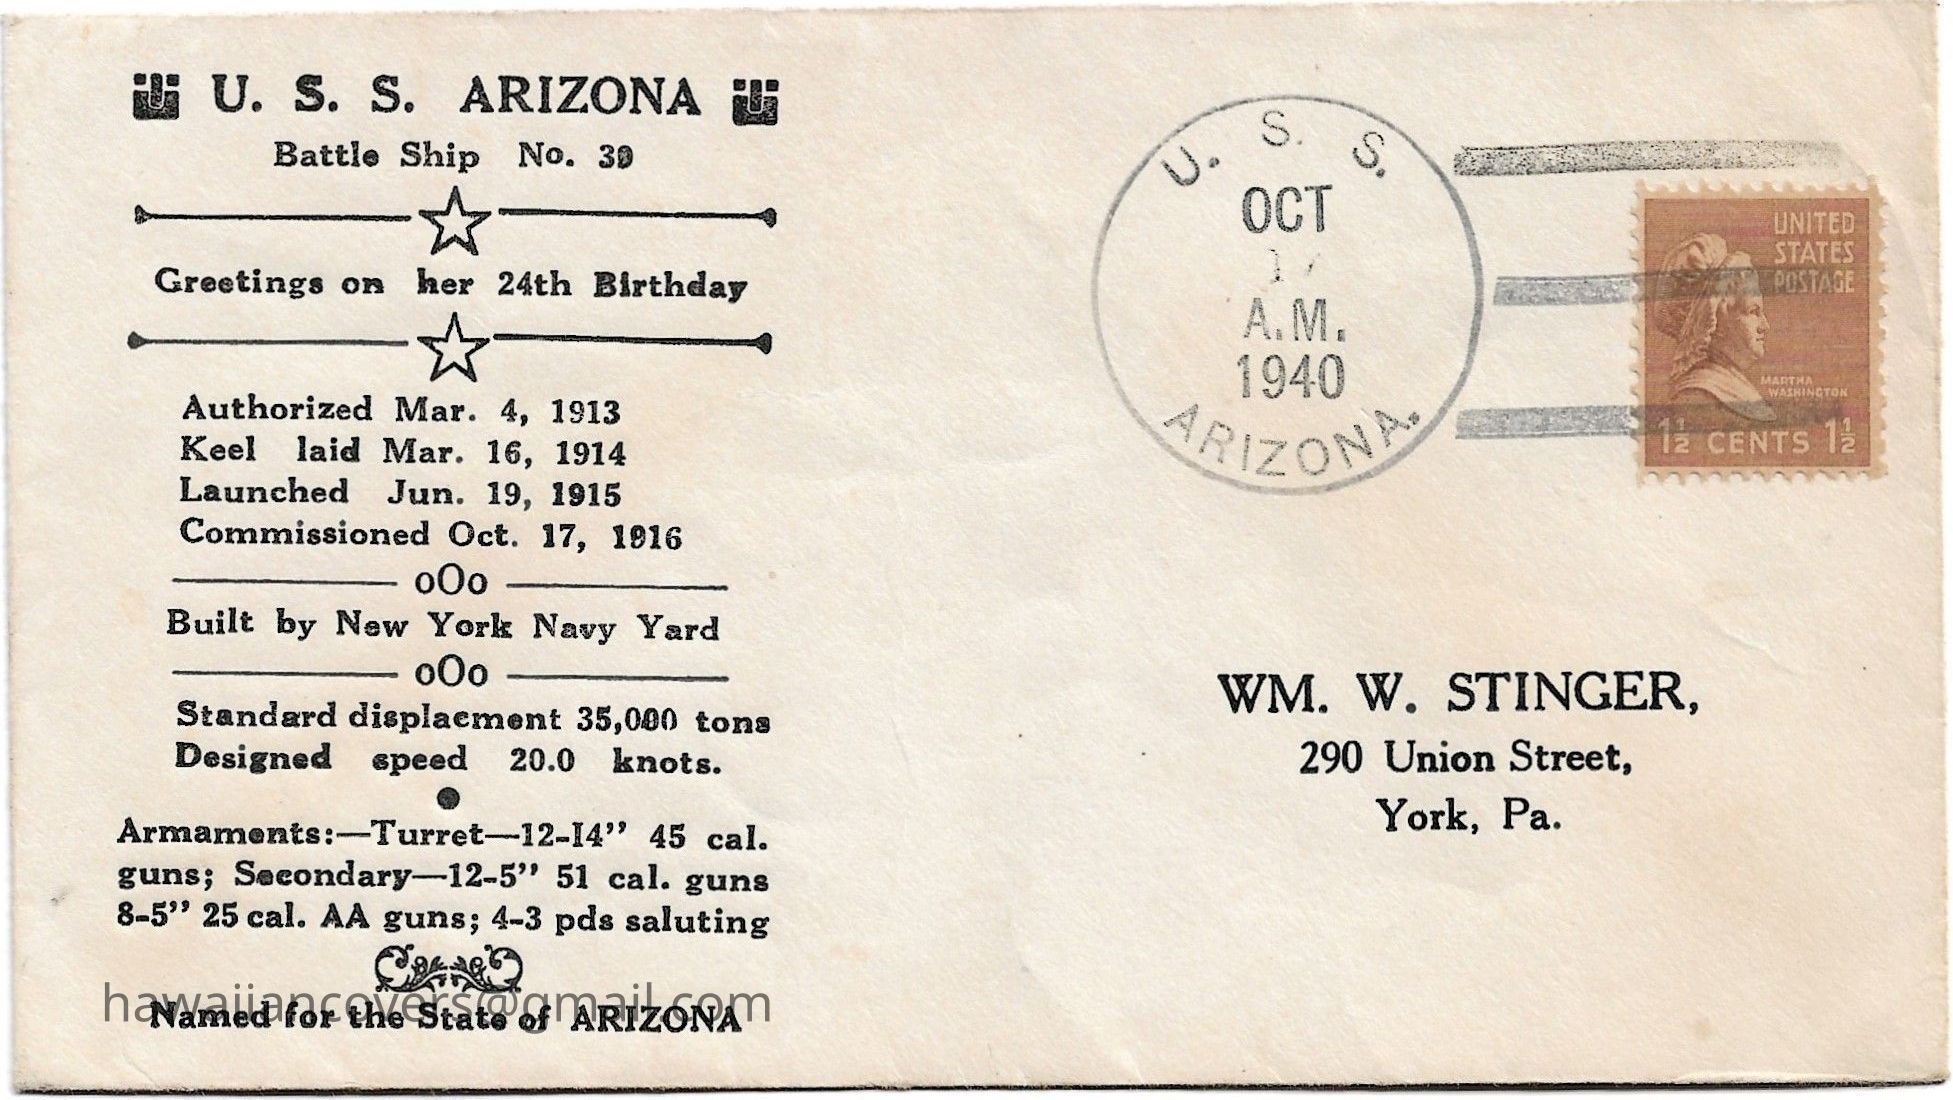 U. S. S. ARIZONA
Battle Ship No. 39
Greetings on her 24th Birthday
Authorized Mar. 4, 1913
Keel laid Mar. 16, 1914
Launched Jun. 19, 1915
Commissioned Oct. 17, 1916
oOo
Built by New York Navy Yard
oOo
Standard displacment 35,000 tons
Designed speed 20.0 knots.
Armaments:—Turret—12-14" 45 cal.
guns; Secondary—12-5" 51 cal. guns
8-5" 25 cal. AA guns; 4-3 pds saluting
hawaiiancovers@gmail.com
Named for the State of ARIZONA
U. S. S.
OCT
17
A.M.
1940
ARIZONA.
UNITED
STATES
POSTAGE
MARTHA
WASHINGTON
1½ CENTS 1½
WM. W. STINGER,
290 Union Street,
York, Pa.